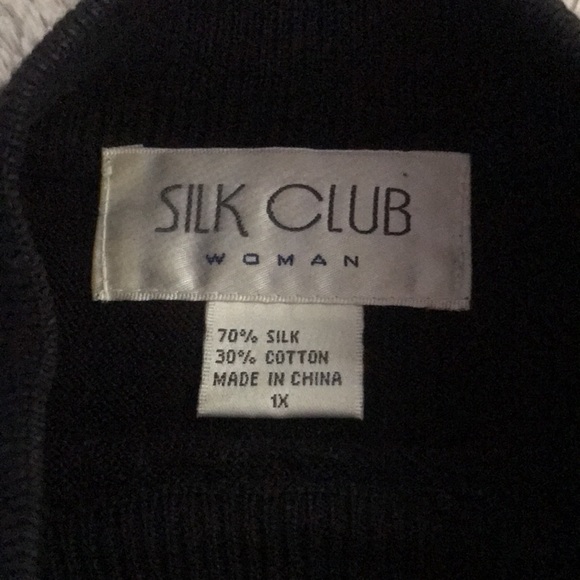 SILK CLUB
WOMAN
70% SILK
30% COTTON
MADE IN CHINA
1X